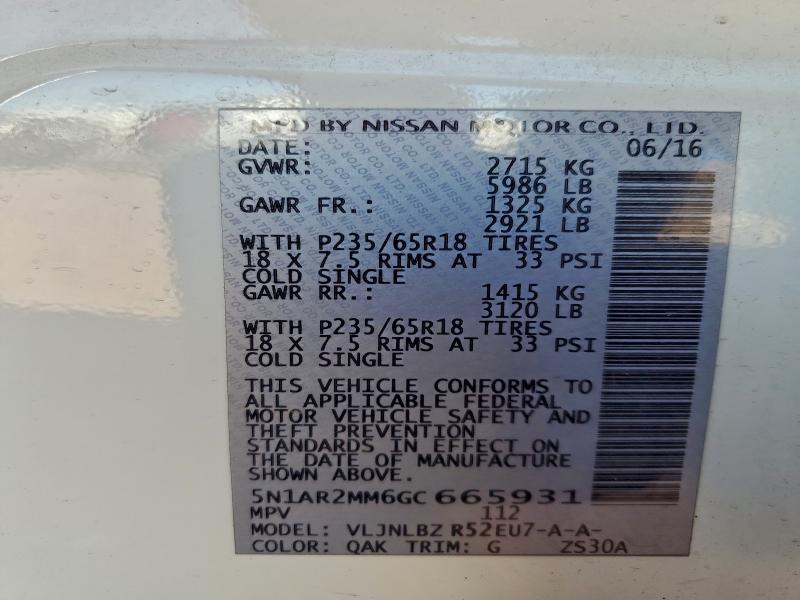 MFD BY NISSAN MOTOR CO., LTD.
DATE: 06/16
GVWR: 2715 KG
5986 LB
GAWR FR.: 1325 KG
2921 LB
WITH P235/65R18 TIRES
18 X 7.5 RIMS AT 33 PSI
COLD SINGLE
GAWR RR.: 1415 KG
3120 LB
WITH P235/65R18 TIRES
18 X 7.5 RIMS AT 33 PSI
COLD SINGLE
THIS VEHICLE CONFORMS TO
ALL APPLICABLE FEDERAL
MOTOR VEHICLE SAFETY AND
THEFT PREVENTION
STANDARDS IN EFFECT ON
THE DATE OF MANUFACTURE
SHOWN ABOVE.
5N1AR2MM6GC 665931
MPV 112
MODEL: VLJNLBZ R52EU7-A-A-
COLOR: QAK TRIM: G ZS30A